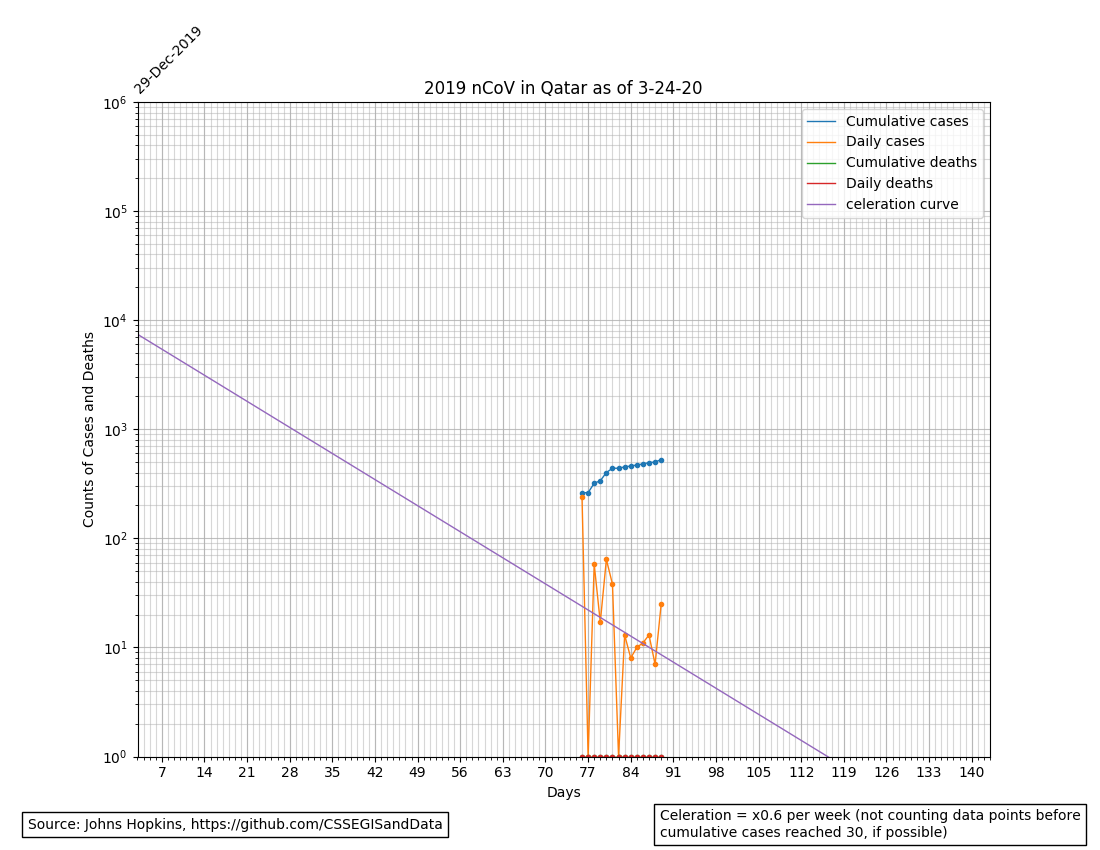 29-Dec-2019
2019 nCoV in Qatar as of 3-24-20
Cumulative cases
Daily cases
Cumulative deaths
Daily deaths
celeration curve
10^6
10^5
10^4
10^3
10^2
10^1
10^0
Counts of Cases and Deaths
7 14 21 28 35 42 49 56 63 70 77 84 91 98 105 112 119 126 133 140
Days
Source: Johns Hopkins, https://github.com/CSSEGISandData
Celeration = x0.6 per week (not counting data points before
cumulative cases reached 30, if possible)